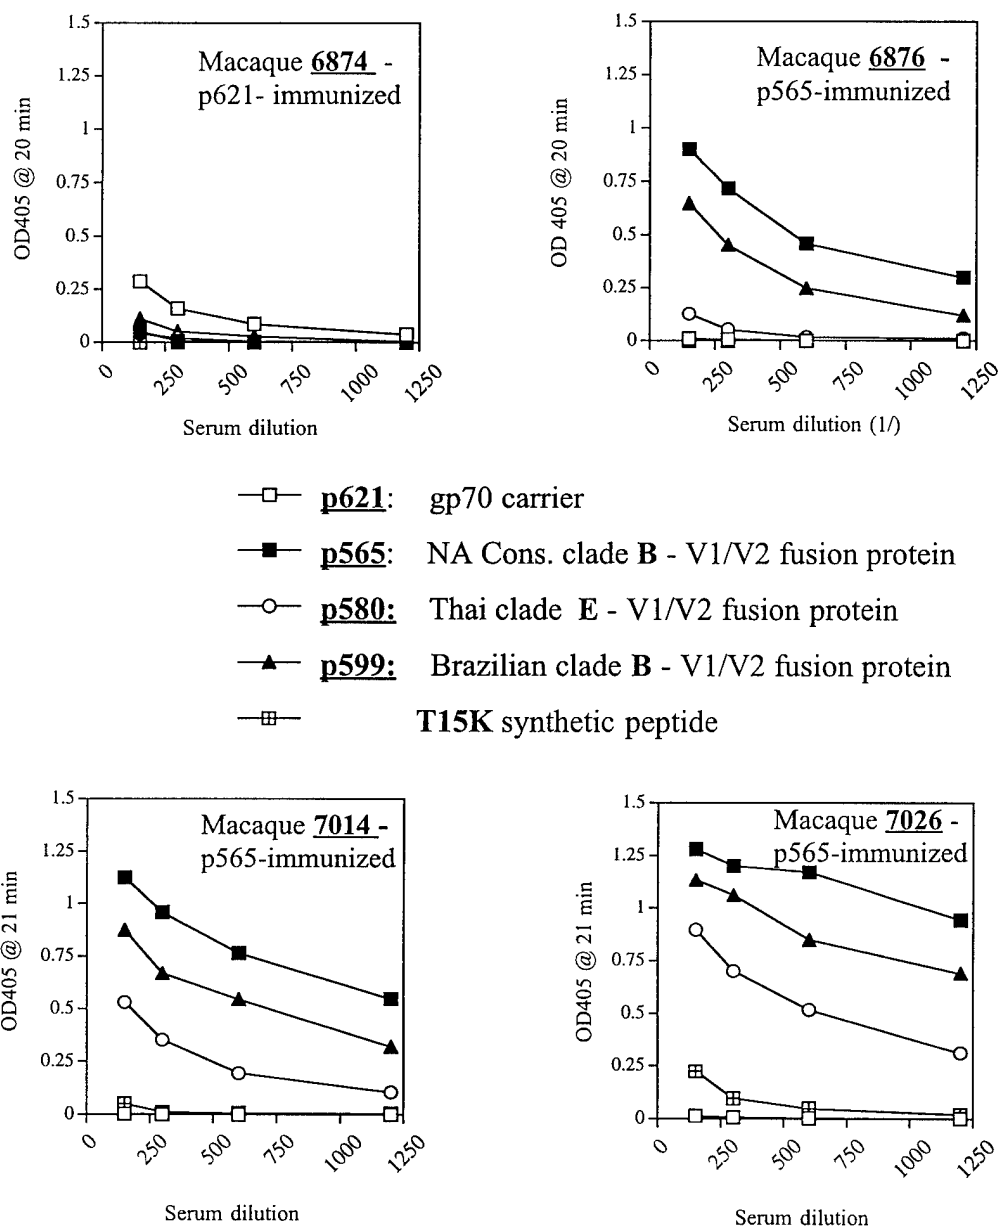 Macaque 6874 -
p621- immunized
OD405 @ 20 min
1.5
1.25
1
0.75
0.5
0.25
0
0
250
500
750
1000
1250
Serum dilution
Macaque 6876 -
p565-immunized
OD 405 @ 20 min
1.5
1.25
1
0.75
0.5
0.25
0
0
250
500
750
1000
1250
Serum dilution (1/)
p621: gp70 carrier
p565: NA Cons. clade B - V1/V2 fusion protein
p580: Thai clade E - V1/V2 fusion protein
p599: Brazilian clade B - V1/V2 fusion protein
T15K synthetic peptide
Macaque 7014 -
p565-immunized
OD405 @ 21 min
1.5
1.25
1
0.75
0.5
0.25
0
0
250
500
750
1000
1250
Serum dilution
Macaque 7026 -
p565-immunized
OD405 @ 21 min
1.5
1.25
1
0.75
0.5
0.25
0
0
250
500
750
1000
1250
Serum dilution